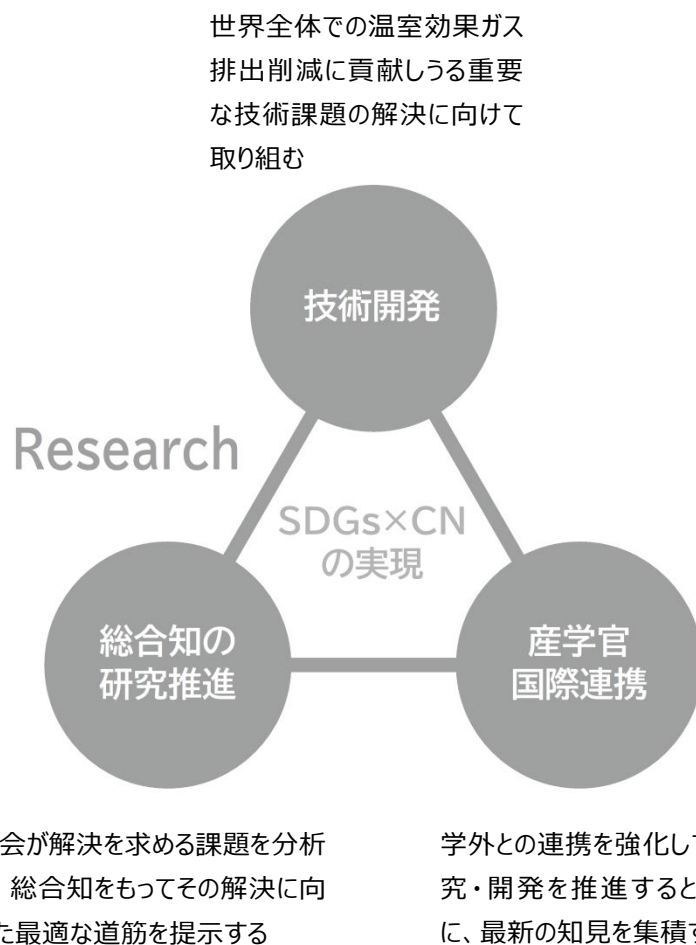 世界全体での温室効果ガス
排出削減に貢献しうる重要
な技術課題の解決に向けて
取り組む
技術開発
Research
SDGs×CN
の実現
総合知の
研究推進
産学官
国際連携
会が解決を求める課題を分析
総合知をもってその解決に向
た最適な道筋を提示する
学外との連携を強化して
究・開発を推進すると
に、最新の知見を集積